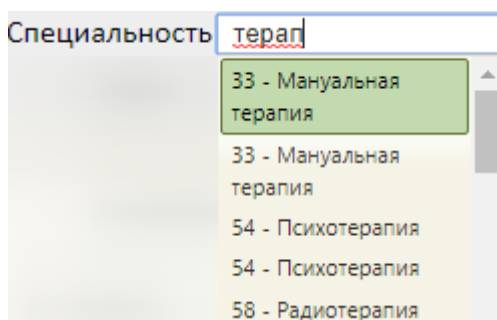 Специальность терап
33 - Мануальная
терапия
33 - Мануальная
терапия
54 - Психотерапия
54 - Психотерапия
58 - Радиотерапия